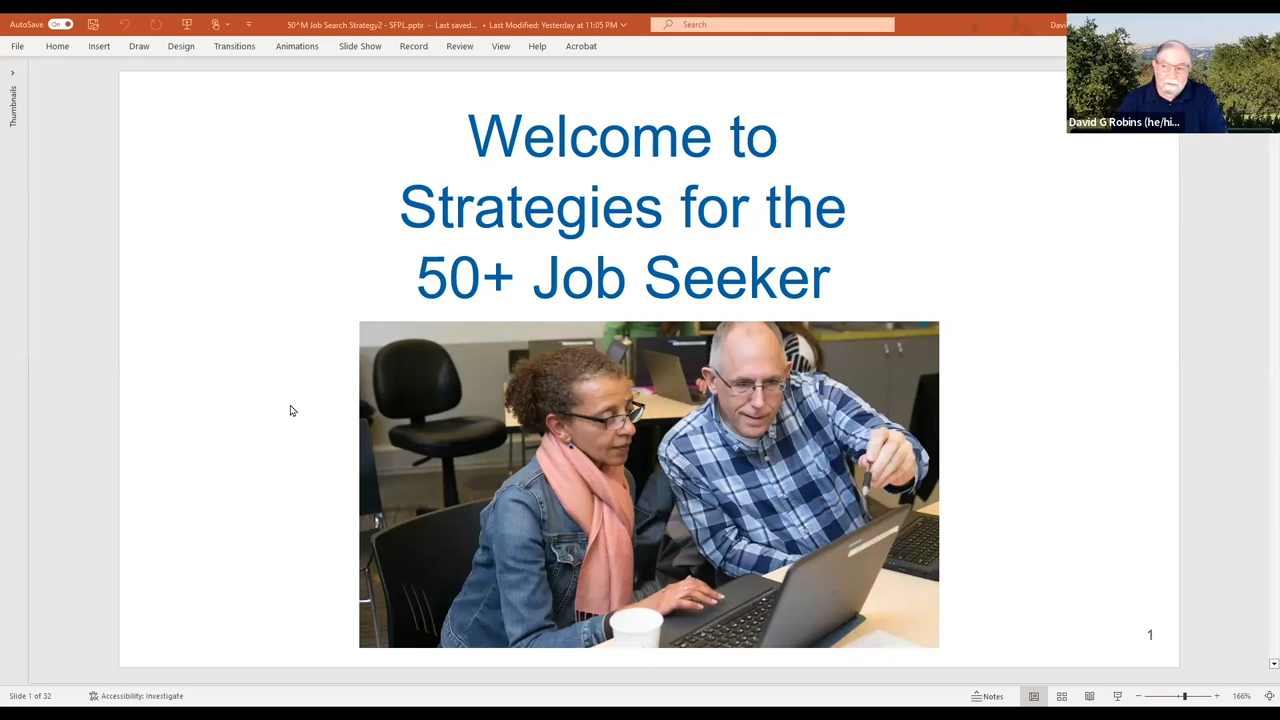 AutoSave On
50^M Job Search Strategy2 - SFPL.pptx - Last saved... • Last Modified: Yesterday at 11:05 PM
Search
Davi
File Home Insert Draw Design Transitions Animations Slide Show Record Review View Help Acrobat
David G Robins (he/hi...
Thumbnails
Welcome to
Strategies for the
50+ Job Seeker
1
Slide 1 of 32
Accessibility: Investigate
Notes
166%